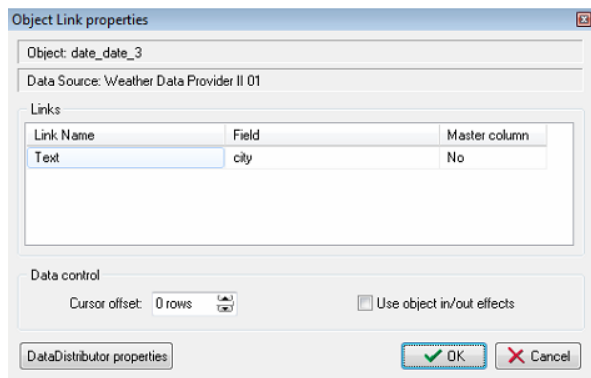 Object Link properties
Object: date_date_3
Data Source: Weather Data Provider II 01
Links
Link Name Field Master column
Text city No
Data control
Cursor offset: 0 rows Use object in/out effects
DataDistributor properties OK Cancel